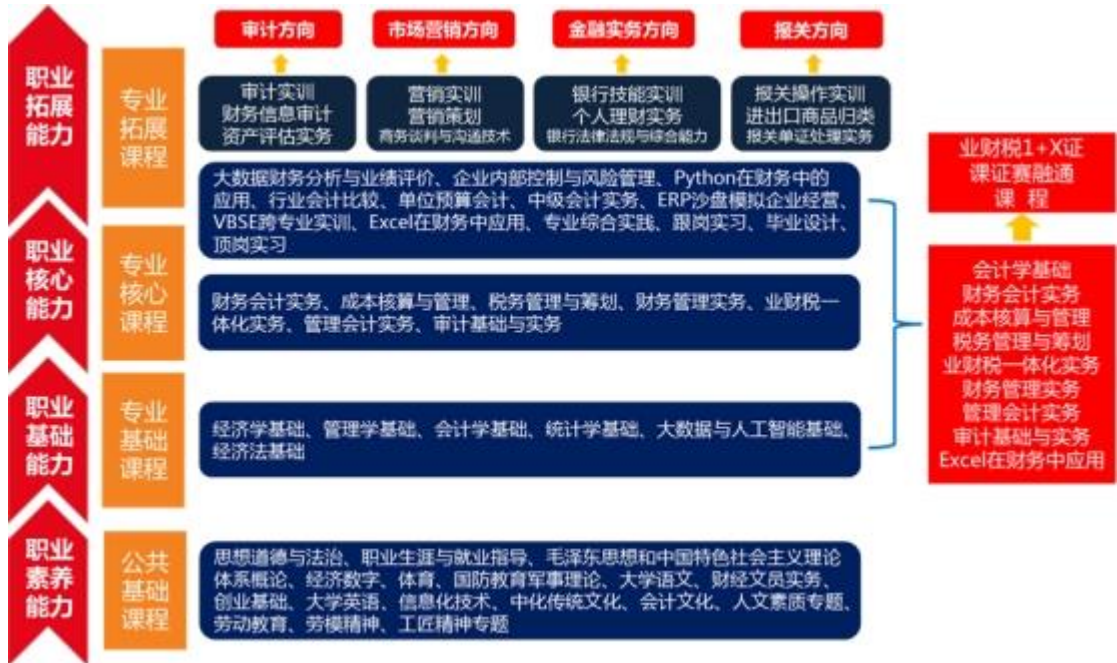 职业
拓展
能力
专业
拓展
课程
审计方向
市场营销方向
金融实务方向
报关方向
审计实训
财务信息审计
资产评估实务
营销实训
营销策划
商务谈判与沟通技术
银行技能实训
个人理财实务
银行法律法规与综合能力
报关操作实训
进出口商品归类
报关单证处理实务
大数据财务分析与业绩评价、企业内部控制与风险管理、Python在财务中的
应用、行业会计比较、单位预算会计、中级会计实务、ERP沙盘模拟企业经营、
VBSE跨专业实训、Excel在财务中应用、专业综合实践、跟岗实习、毕业设计、
顶岗实习
职业
核心
能力
专业
核心
课程
财务会计实务、成本核算与管理、税务管理与筹划、财务管理实务、业财税一
体化实务、管理会计实务、审计基础与实务
职业
基础
能力
专业
基础
课程
经济学基础、管理学基础、会计学基础、统计学基础、大数据与人工智能基础、
经济法基础
职业
素养
能力
公共
基础
课程
思想道德与法治、职业生涯与就业指导、毛泽东思想和中国特色社会主义理论
体系概论、经济数字、体育、国防教育军事理论、大学语文、财经文员实务、
创业基础、大学英语、信息化技术、中化传统文化、会计文化、人文素质专题、
劳动教育、劳模精神、工匠精神专题
业财税1+X证
课证赛融通
课 程
会计学基础
财务会计实务
成本核算与管理
税务管理与筹划
业财税一体化实务
财务管理实务
管理会计实务
审计基础与实务
Excel在财务中应用